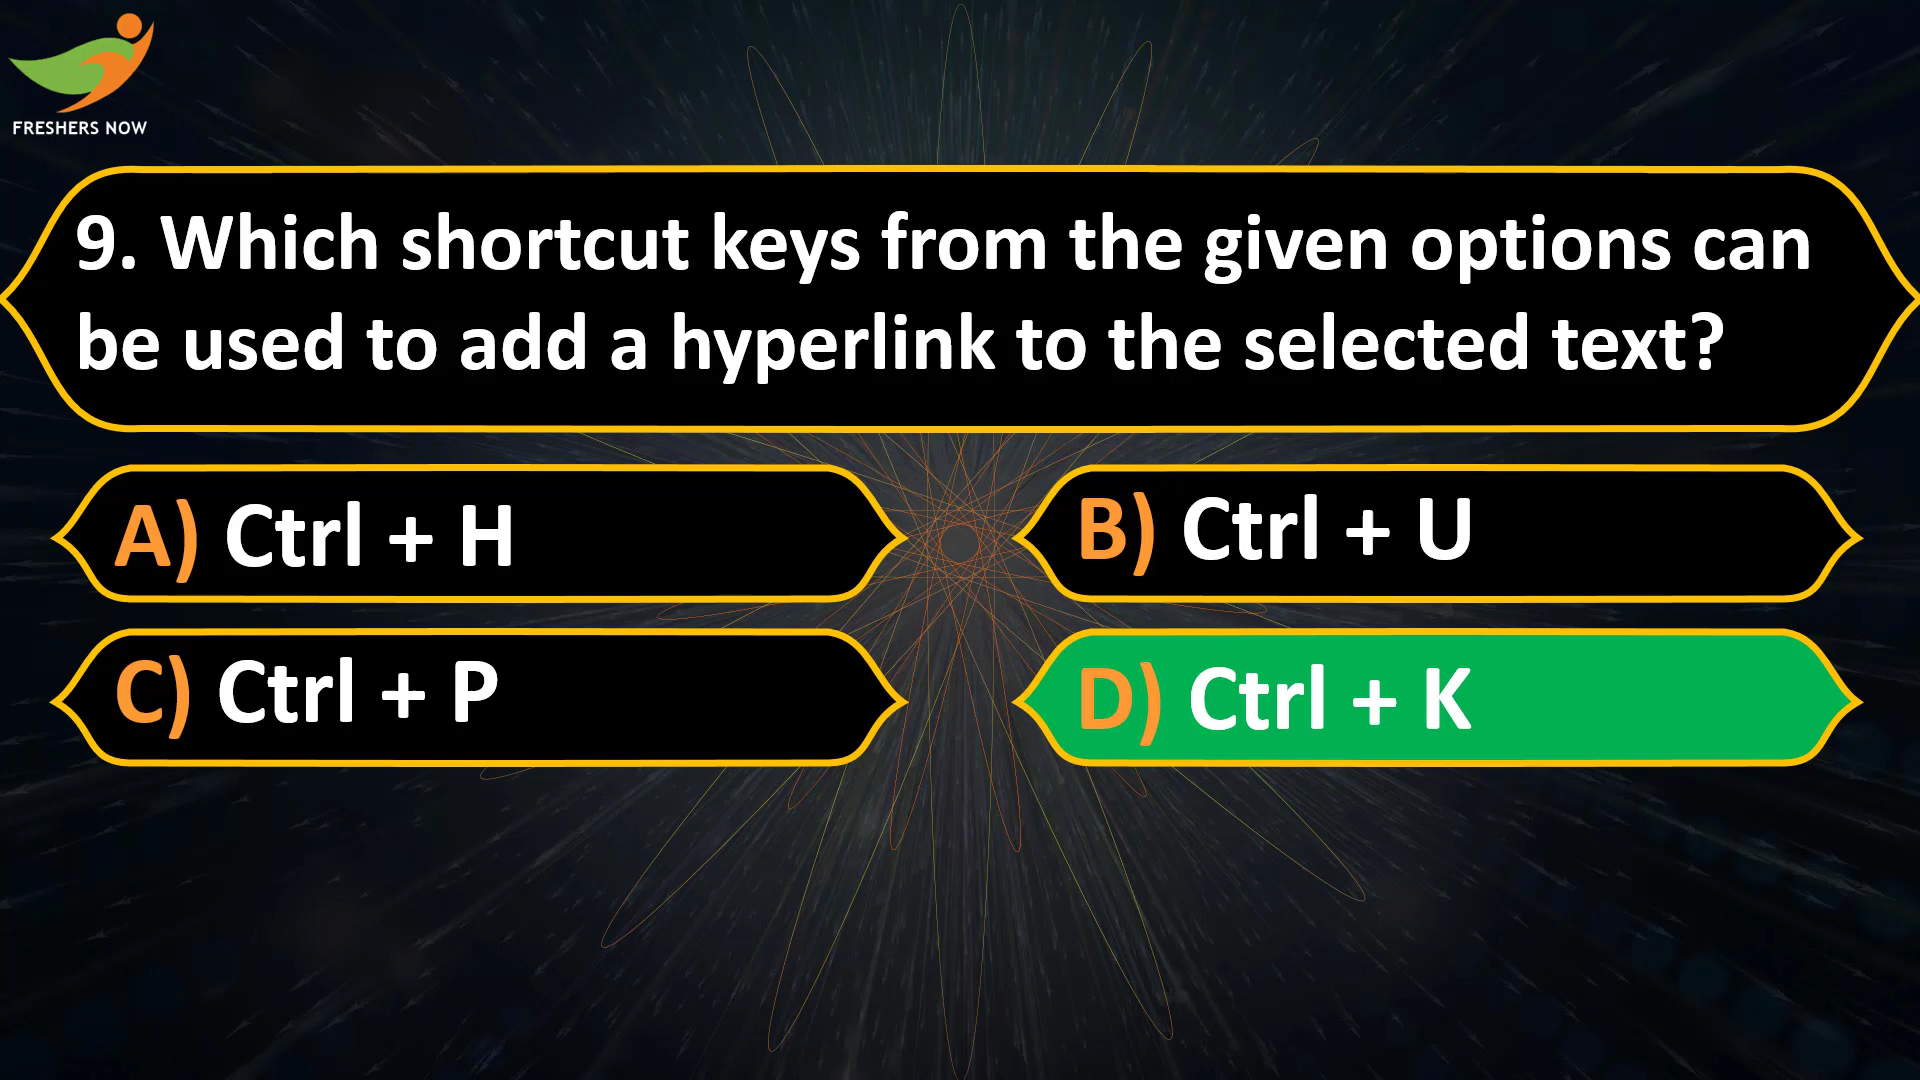 FRESHERS NOW
9. Which shortcut keys from the given options can
be used to add a hyperlink to the selected text?
A) Ctrl + H
B) Ctrl + U
C) Ctrl + P
D) Ctrl + K